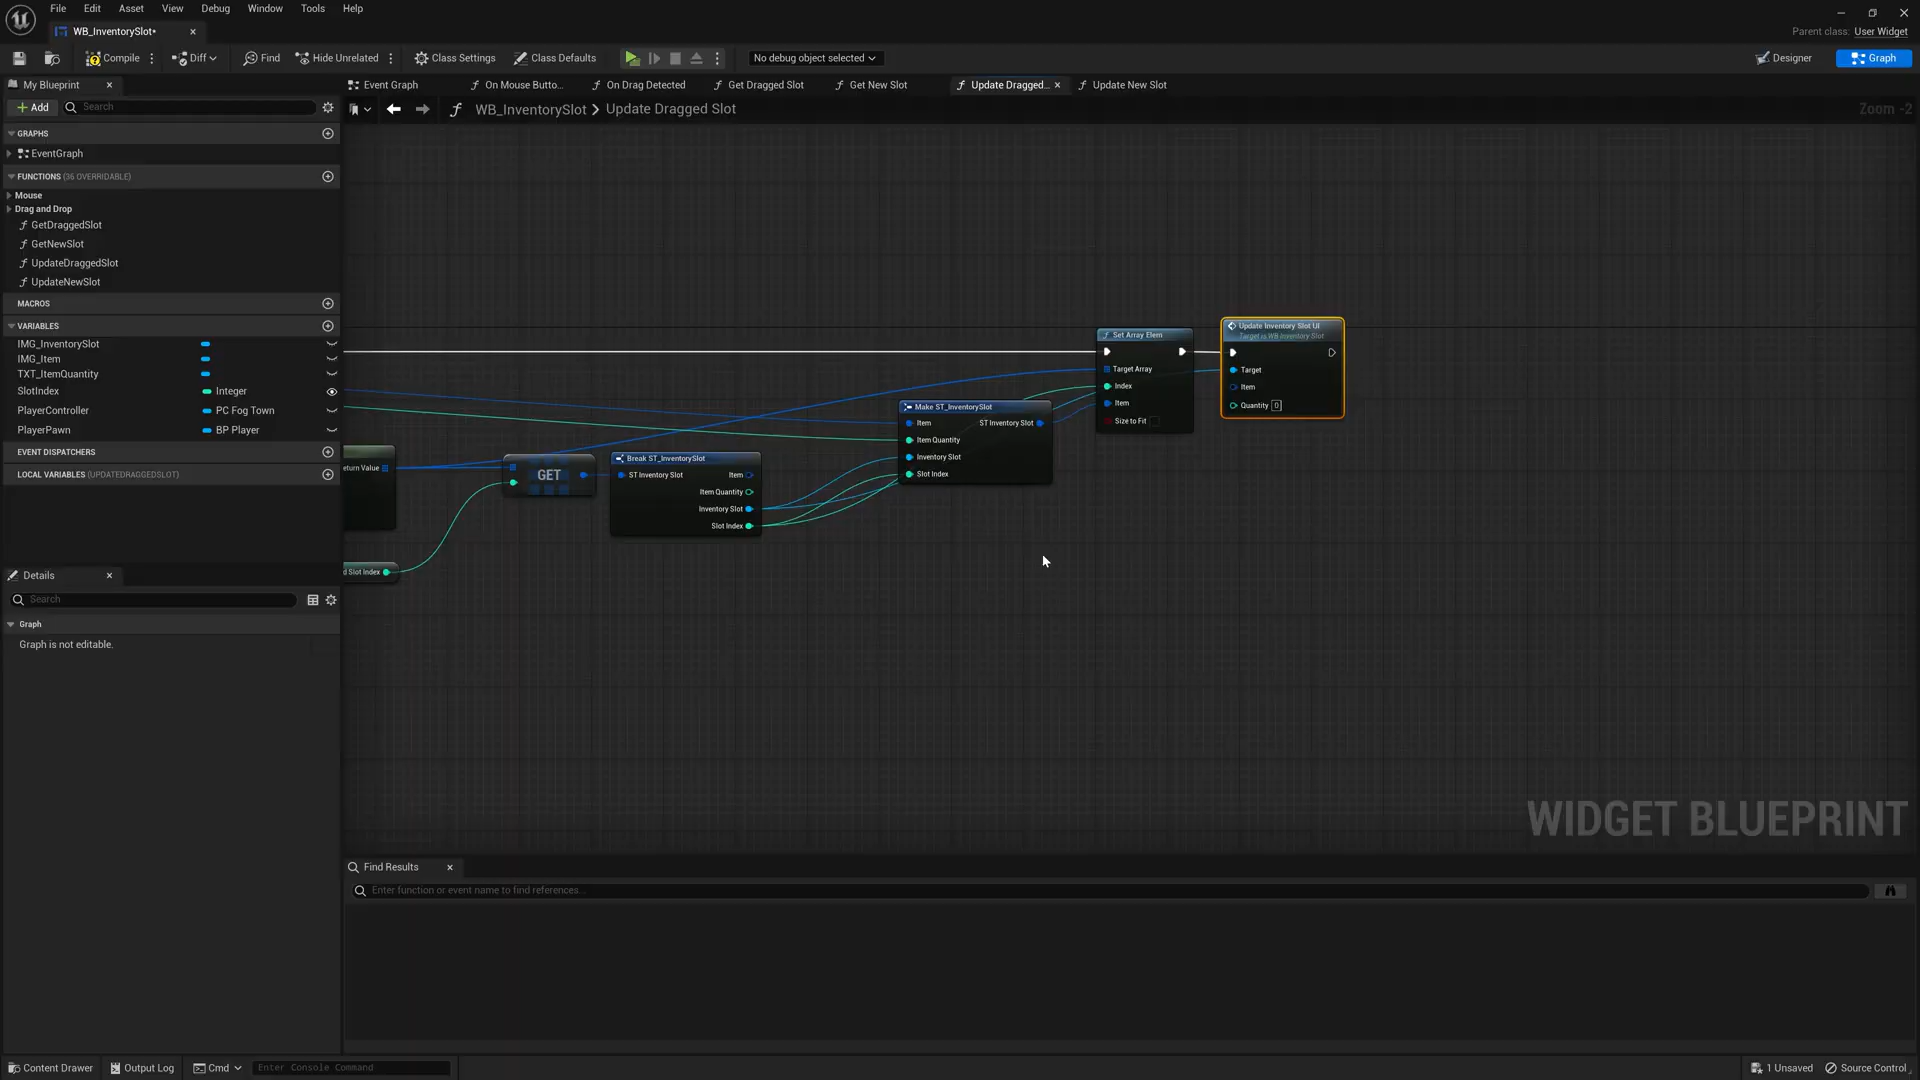 File Edit Asset View Debug Window Tools Help
WB_InventorySlot*
Parent class: User Widget
Compile Diff Find Hide Unrelated Class Settings Class Defaults No debug object selected Designer Graph
My Blueprint
Event Graph On Mouse Butto... On Drag Detected Get Dragged Slot Get New Slot Update Dragged... Update New Slot
Add Search
WB_InventorySlot > Update Dragged Slot
Zoom -2
GRAPHS
EventGraph
FUNCTIONS (36 OVERRIDABLE)
Mouse
Drag and Drop
GetDraggedSlot
GetNewSlot
UpdateDraggedSlot
UpdateNewSlot
MACROS
VARIABLES
IMG_InventorySlot
IMG_Item
TXT_ItemQuantity
SlotIndex Integer
PlayerController PC Fog Town
PlayerPawn BP Player
EVENT DISPATCHERS
LOCAL VARIABLES (UPDATEDRAGGEDSLOT)
eturn Value
d Slot Index
GET
Break ST_InventorySlot
ST Inventory Slot Item
Item Quantity
Inventory Slot
Slot Index
Make ST_InventorySlot
Item ST Inventory Slot
Item Quantity
Inventory Slot
Slot Index
Set Array Elem
Target Array
Index
Item
Size to Fit
Update Inventory Slot UI
Target is WB Inventory Slot
Target
Item
Quantity 0
Details
Search
Graph
Graph is not editable.
WIDGET BLUEPRINT
Find Results
Enter function or event name to find references...
Content Drawer Output Log Cmd Enter Console Command 1 Unsaved Source Control